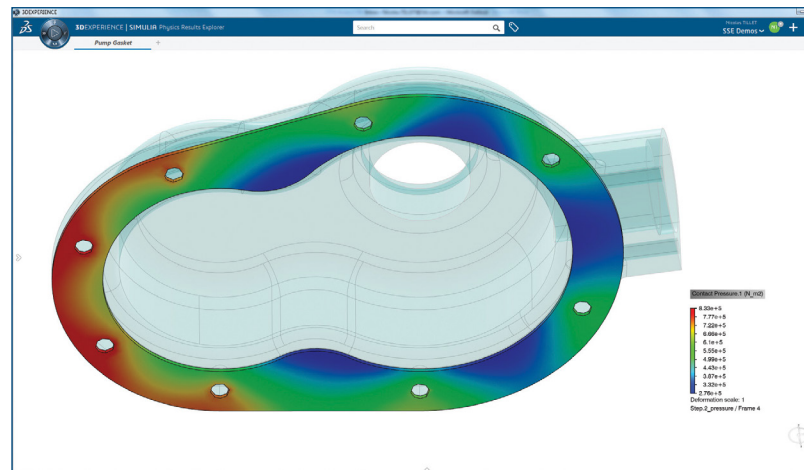 3DEXPERIENCE
3DEXPERIENCE | SIMULIA Physics Results Explorer
Search
SSE Demos
Pump Gasket
+
Contact Pressure.1 (N_m2)
8.33e+5
7.77e+5
7.22e+5
6.66e+5
6.1e+5
5.55e+5
4.99e+5
4.43e+5
3.87e+5
3.32e+5
2.76e+5
Deformation scale: 1
Step.2_pressure / Frame 4